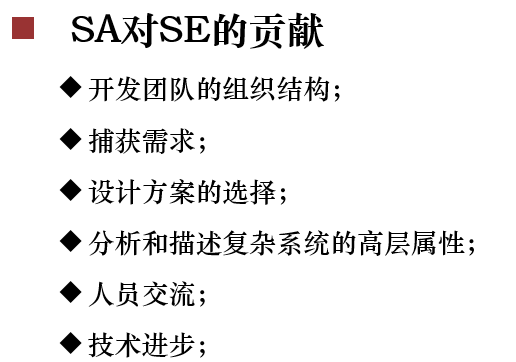 SA对SE的贡献
开发团队的组织结构；
捕获需求；
设计方案的选择；
分析和描述复杂系统的高层属性；
人员交流；
技术进步；